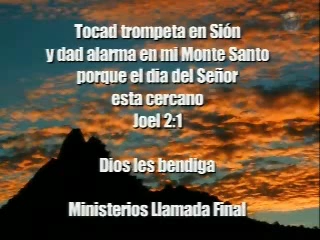 Tocad trompeta en Sión
y dad alarma en mi Monte Santo
porque el dia del Señor
esta cercano
Joel 2:1
Dios les bendiga
Ministerios Llamada Final